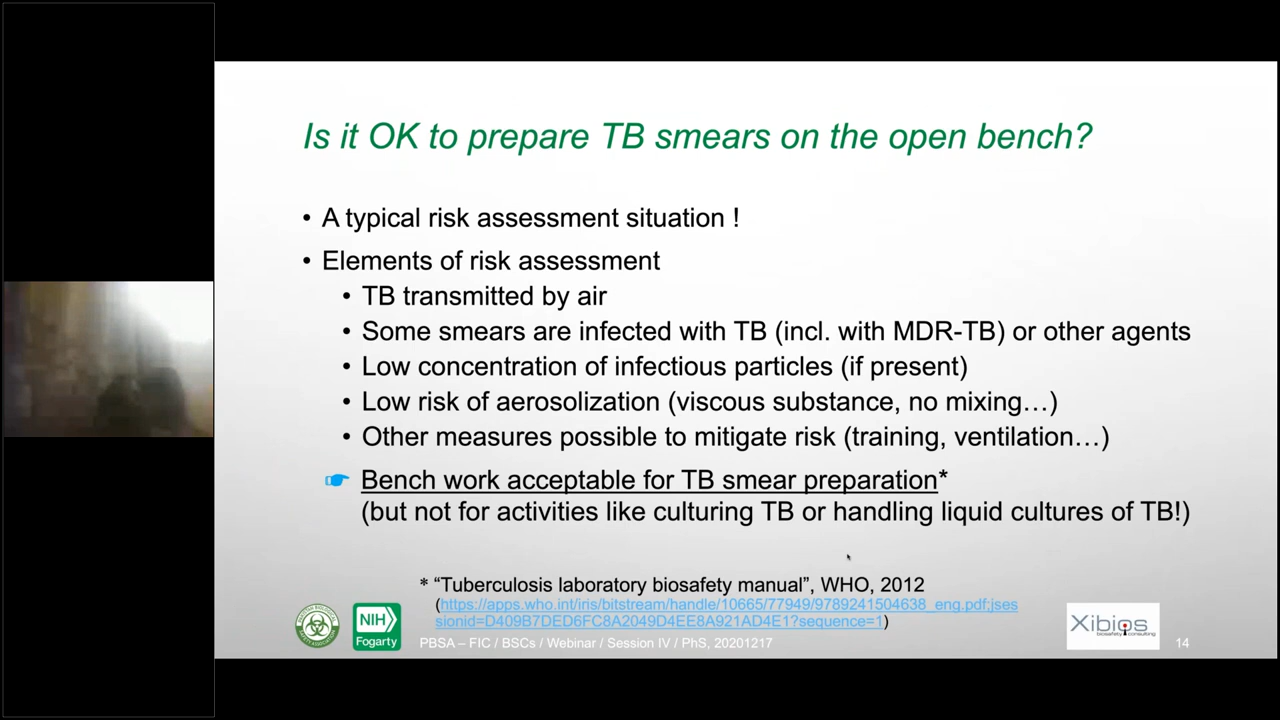 Is it OK to prepare TB smears on the open bench?
• A typical risk assessment situation !
• Elements of risk assessment
• TB transmitted by air
• Some smears are infected with TB (incl. with MDR-TB) or other agents
• Low concentration of infectious particles (if present)
• Low risk of aerosolization (viscous substance, no mixing…)
• Other measures possible to mitigate risk (training, ventilation…)
Bench work acceptable for TB smear preparation*
(but not for activities like culturing TB or handling liquid cultures of TB!)
* “Tuberculosis laboratory biosafety manual”, WHO, 2012
(https://apps.who.int/iris/bitstream/handle/10665/77949/9789241504638_eng.pdf;jses
sionid=D409B7DED6FC8A2049D4EE8A921AD4E1?sequence=1)
NIH
Fogarty
PBSA – FIC / BSCs / Webinar / Session IV / PhS, 20201217
Xibios
biosafety consulting
14